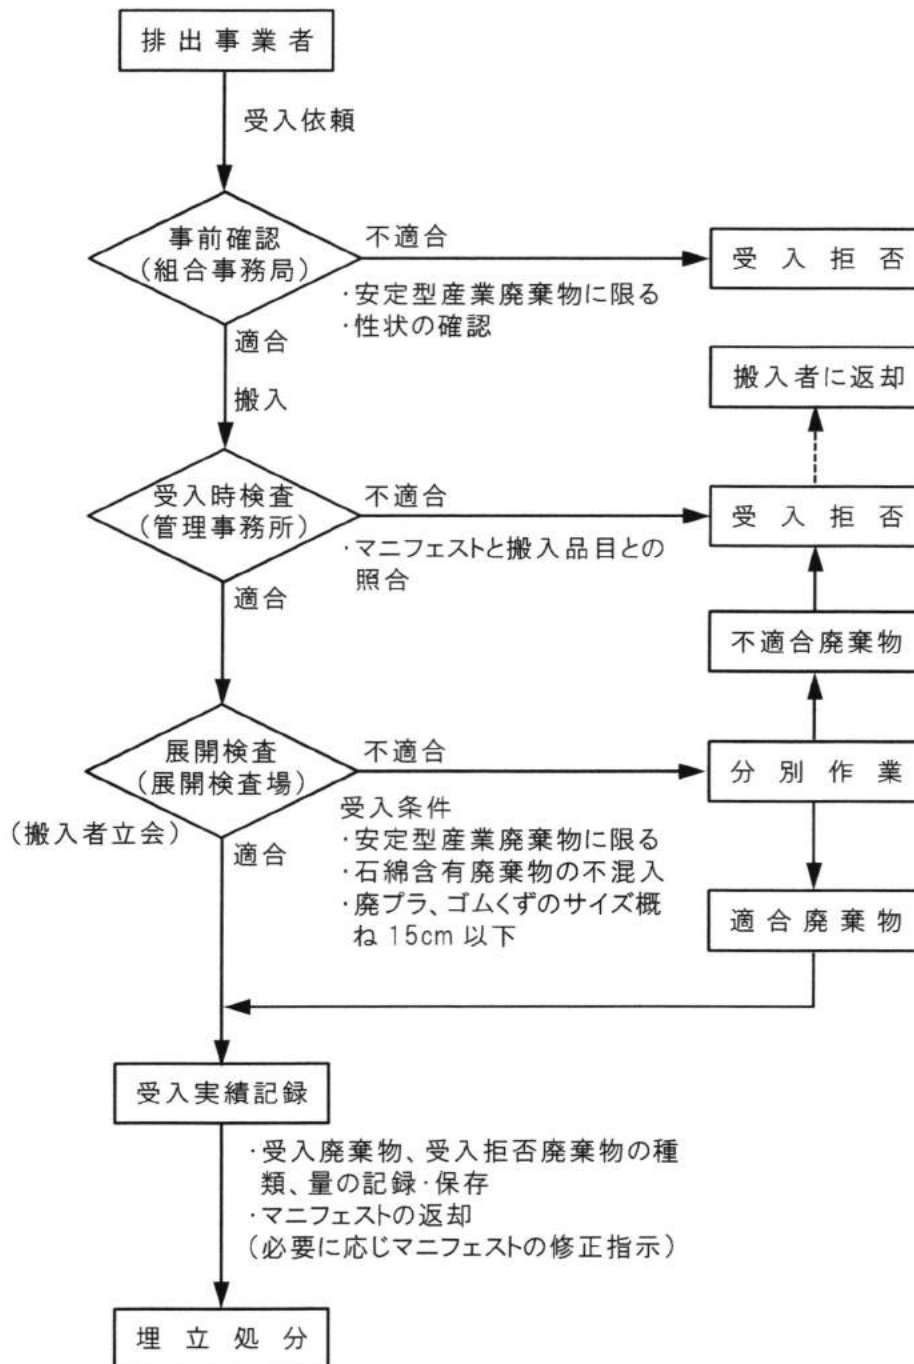 排出事業者
受入依頼
事前確認
(組合事務局)
不適合
受入拒否
・安定型産業廃棄物に限る
・性状の確認
適合
搬入者に返却
搬入
受入時検査
(管理事務所)
不適合
受入拒否
・マニフェストと搬入品目との
照合
適合
不適合廃棄物
展開検査
(展開検査場)
不適合
分別作業
(搬入者立会)
受入条件
・安定型産業廃棄物に限る
・石綿含有廃棄物の不混入
・廃プラ、ゴムくずのサイズ概
ね 15cm 以下
適合
適合廃棄物
受入実績記録
・受入廃棄物、受入拒否廃棄物の種
類、量の記録・保存
・マニフェストの返却
(必要に応じマニフェストの修正指示)
埋立処分